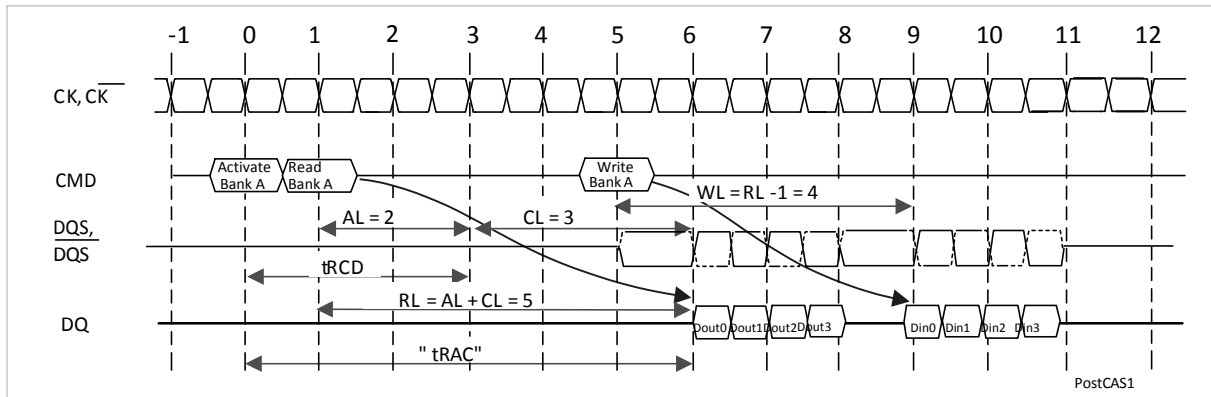 -1 0 1 2 3 4 5 6 7 8 9 10 11 12
CK, CK
CMD
Activate Bank A
Read Bank A
Write Bank A
WL = RL -1 = 4
AL = 2
CL = 3
DQS,
DQS
tRCD
RL = AL + CL = 5
DQ
Dout0 Dout1 Dout2 Dout3
Din0 Din1 Din2 Din3
" tRAC"
PostCAS1